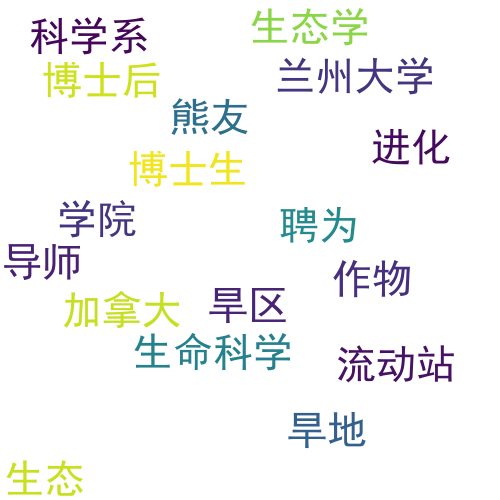 科学系
生态学
博士后
兰州大学
熊友
进化
博士生
学院
聘为
导师
作物
加拿大
旱区
生命科学
流动站
旱地
生态